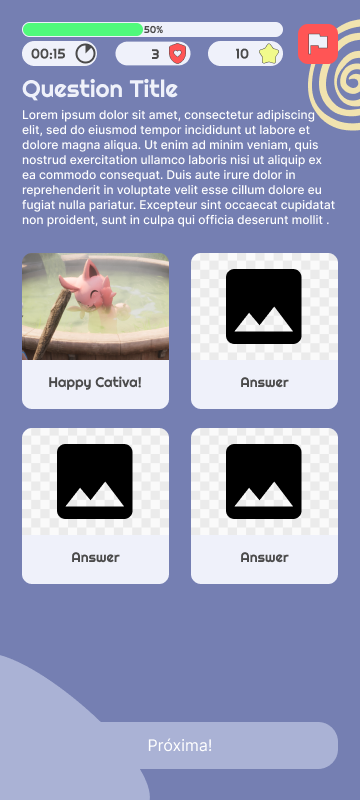 50%
00:15 3 10
Question Title
Lorem ipsum dolor sit amet, consectetur adipiscing
elit, sed do eiusmod tempor incididunt ut labore et
dolore magna aliqua. Ut enim ad minim veniam, quis
nostrud exercitation ullamco laboris nisi ut aliquip ex
ea commodo consequat. Duis aute irure dolor in
reprehenderit in voluptate velit esse cillum dolore eu
fugiat nulla pariatur. Excepteur sint occaecat cupidatat
non proident, sunt in culpa qui officia deserunt mollit .
Happy Cativa! Answer
Answer Answer
Próxima!